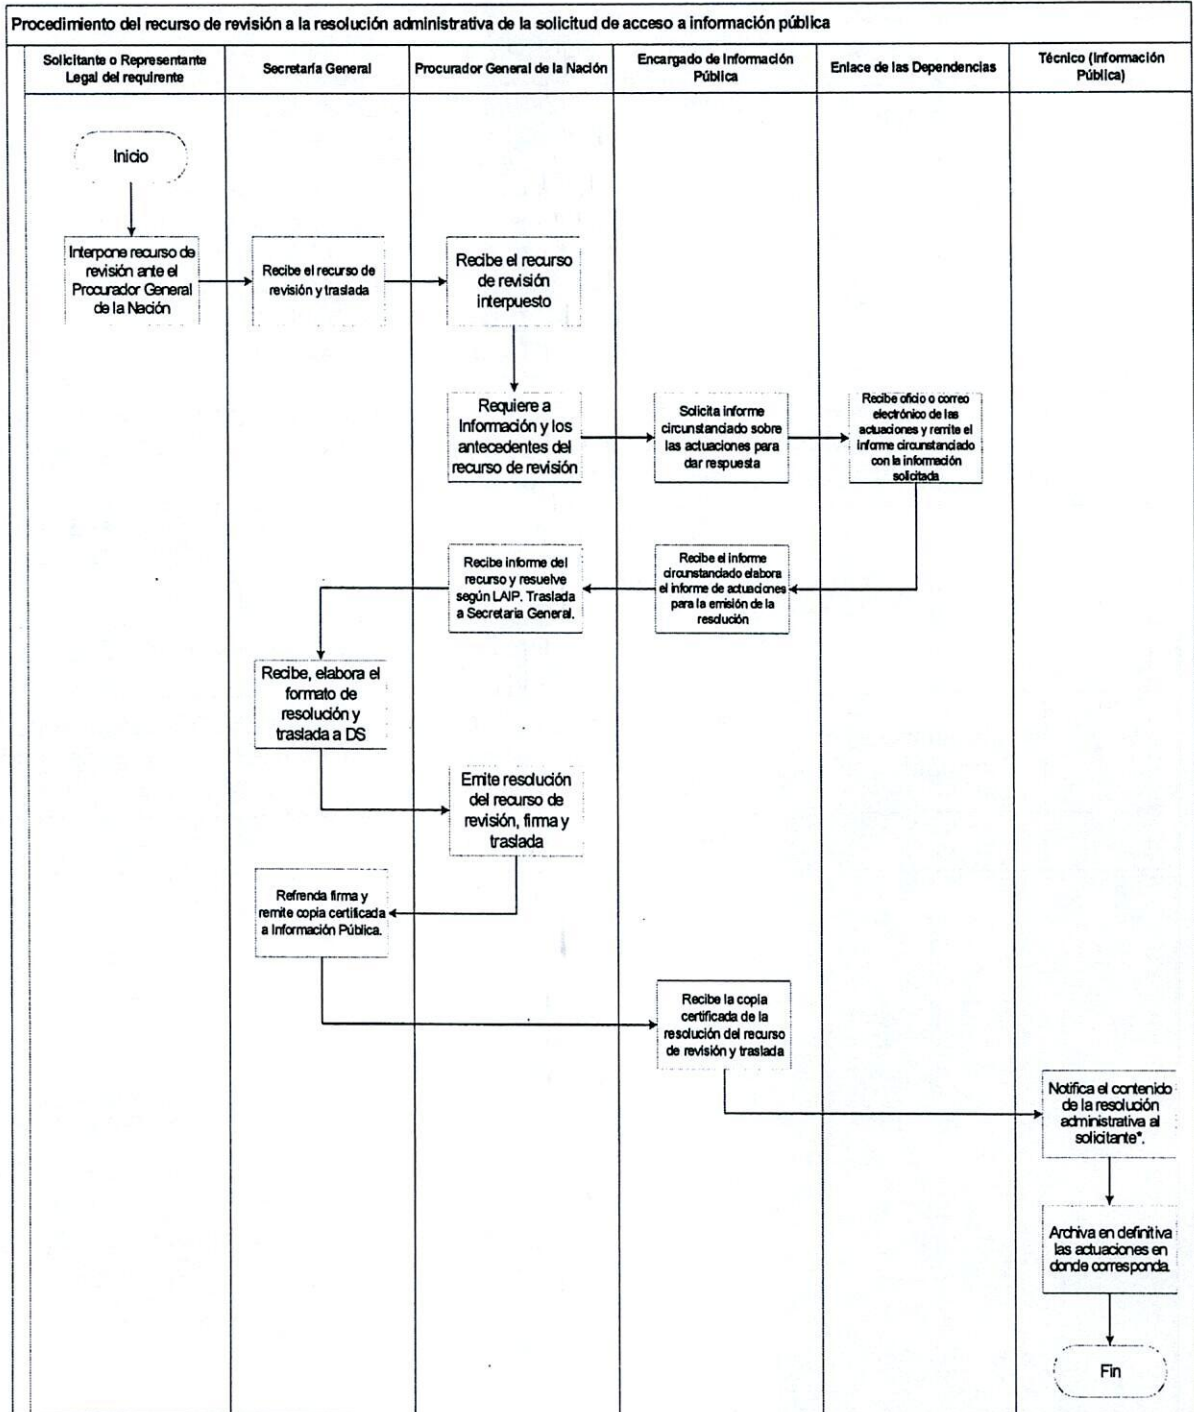 Procedimiento del recurso de revisión a la resolución administrativa de la solicitud de acceso a información pública
Solicitante o Representante
Legal del requirente
Secretaría General
Procurador General de la Nación
Encargado de Información
Pública
Enlace de las Dependencias
Técnico (Información
Pública)
Inicio
Interpone recurso de
revisión ante el
Procurador General
de la Nación
Recibe el recurso de
revisión y traslada
Recibe el recurso
de revisión
interpuesto
Requiere a
Información y los
antecedentes del
recurso de revisión
Solicita informe
circunstanciado sobre
las actuaciones para
dar respuesta
Recibe oficio o correo
electrónico de las
actuaciones y remite el
informe circunstanciado
con la información
solicitada
Recibe informe del
recurso y resuelve
según LAIP. Traslada
a Secretaria General.
Recibe el informe
circunstanciado elabora
el informe de actuaciones
para la emisión de la
resolución
Recibe, elabora el
formato de
resolución y
traslada a DS
Emite resolución
del recurso de
revisión, firma y
traslada
Refrenda firma y
remite copia certificada
a Información Pública.
Recibe la copia
certificada de la
resolución del recurso
de revisión y traslada
Notifica el contenido
de la resolución
administrativa al
solicitante*.
Archiva en definitiva
las actuaciones en
donde corresponda.
Fin